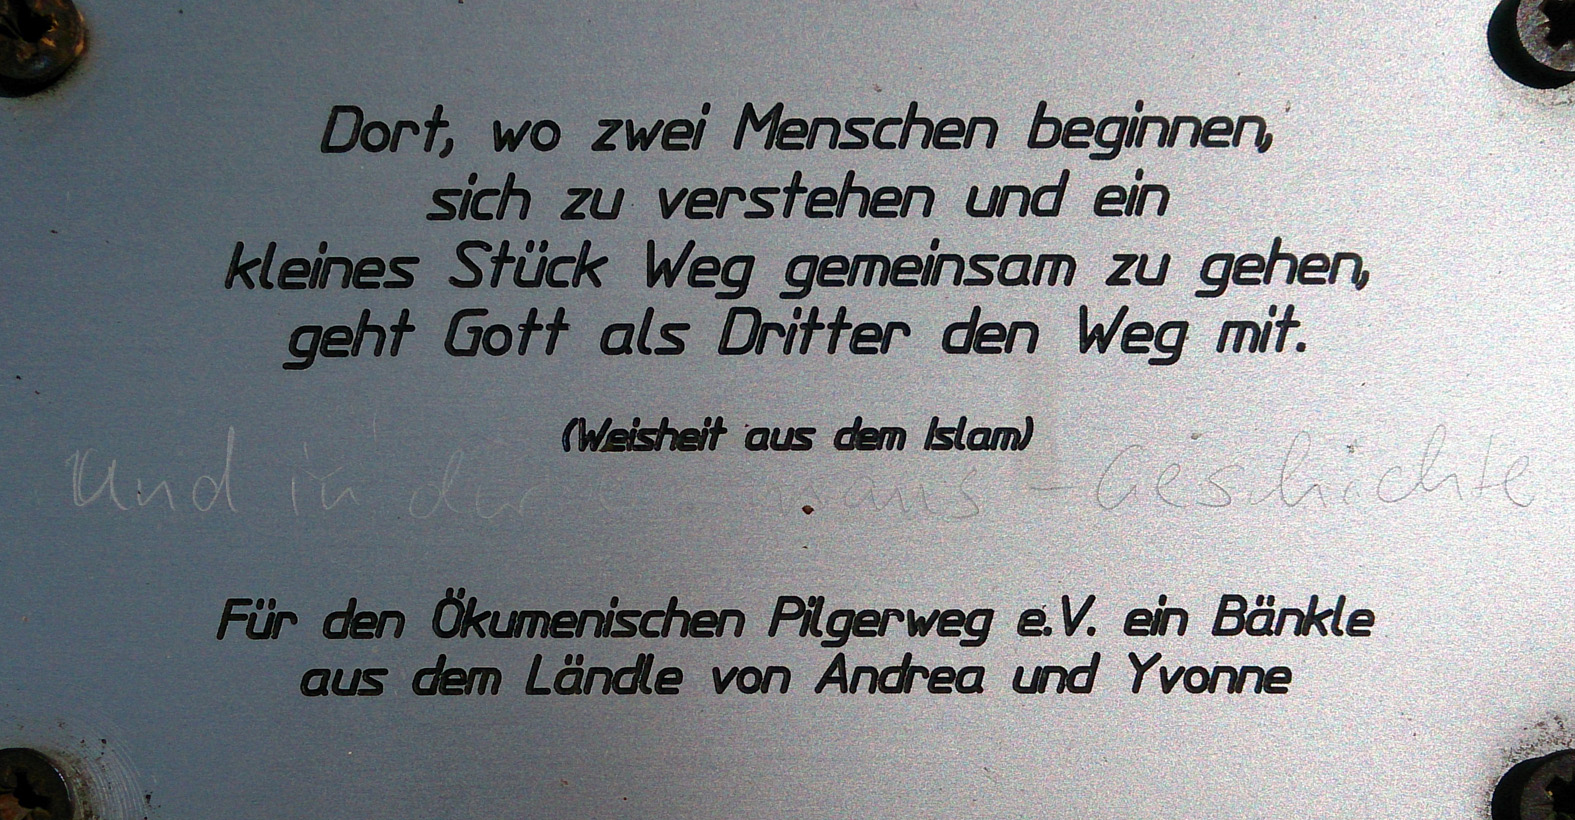 Dort, wo zwei Menschen beginnen,
sich zu verstehen und ein
kleines Stück Weg gemeinsam zu gehen,
geht Gott als Dritter den Weg mit.
(Weisheit aus dem Islam)
und in der - Geschichte
Für den Ökumenischen Pilgerweg e.V. ein Bänkle
aus dem Ländle von Andrea und Yvonne